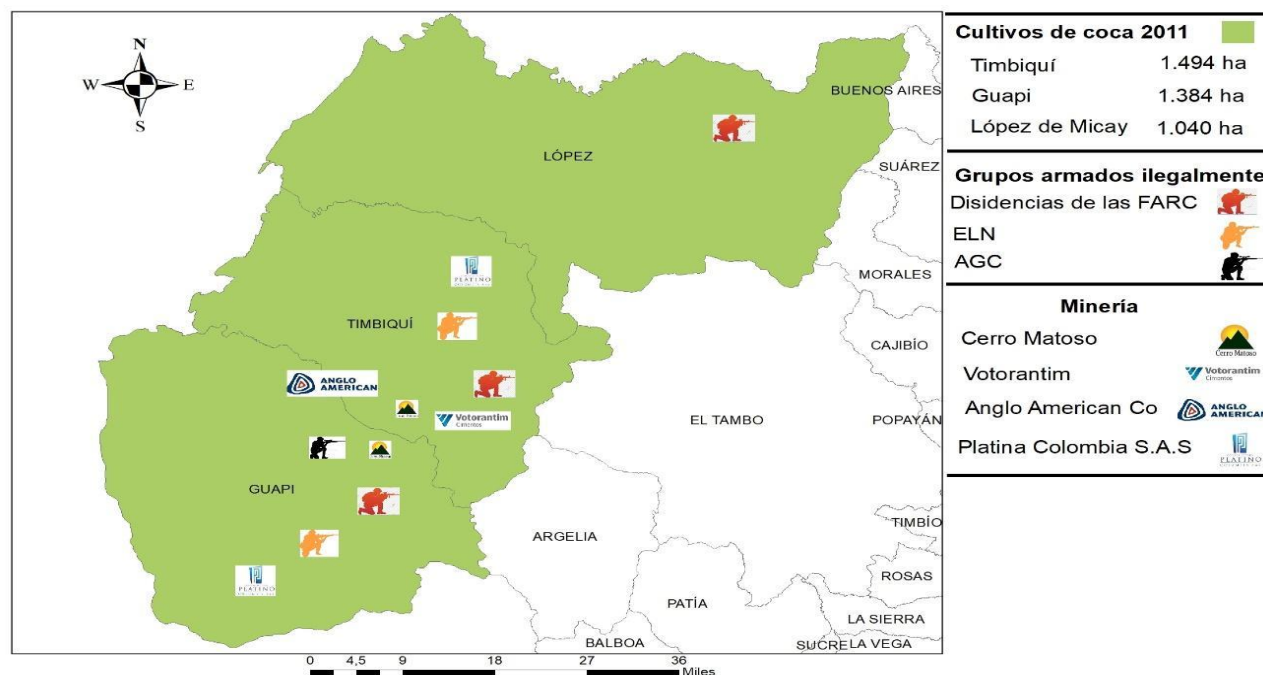 N
W E
S
BUENOS AIRES
LÓPEZ
SUÁREZ
MORALES
PLATINO
TIMBIQUÍ
CAJIBÍO
ANGLO
AMERICAN
Votorantim
Cimentos
EL TAMBO
POPAYÁN
GUAPI
ARGELIA
TIMBÍO
ROSAS
PLATINO
PATÍA
LA SIERRA
BALBOA
SUCRE
LA VEGA
0 4,5 9 18 27 36
Miles
Cultivos de coca 2011
Timbiquí 1.494 ha
Guapi 1.384 ha
López de Micay 1.040 ha
Grupos armados ilegalmente
Disidencias de las FARC
ELN
AGC
Minería
Cerro Matoso
Cerro Matoso
Votorantim
Votorantim
Cimentos
Anglo American Co
ANGLO
AMERICAN
Platina Colombia S.A.S
PLATINO